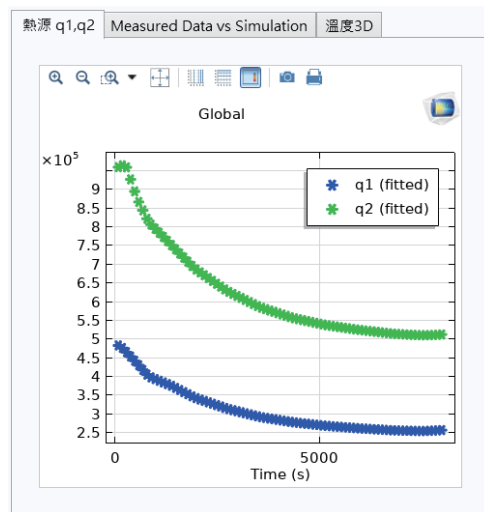 熱源 q1,q2
Measured Data vs Simulation
溫度3D
Global
×10⁵
q1 (fitted)
q2 (fitted)
9
8.5
8
7.5
7
6.5
6
5.5
5
4.5
4
3.5
3
2.5
0
5000
Time (s)